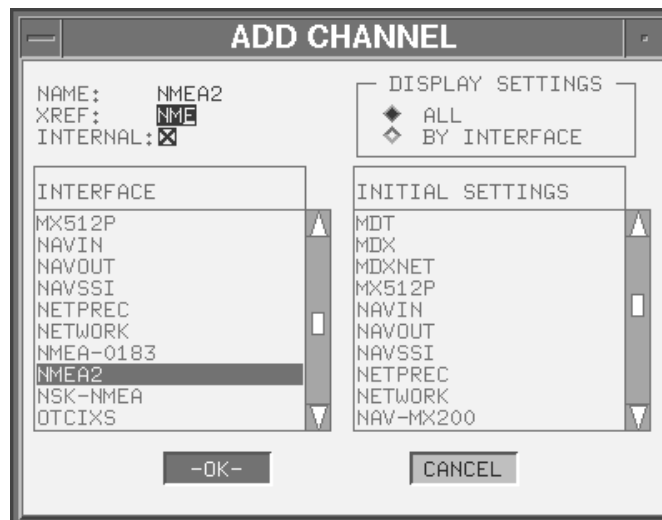 ADD CHANNEL
NAME: NMEA2
XREF: NME
INTERNAL:
DISPLAY SETTINGS
ALL
BY INTERFACE
INTERFACE
MX512P
NAVIN
NAVOUT
NAVSSI
NETPREC
NETWORK
NMEA-0183
NMEA2
NSK-NMEA
OTCIXS
INITIAL SETTINGS
MDT
MDX
MDXNET
MX512P
NAVIN
NAVOUT
NAVSSI
NETPREC
NETWORK
NAV-MX200
-OK-
CANCEL